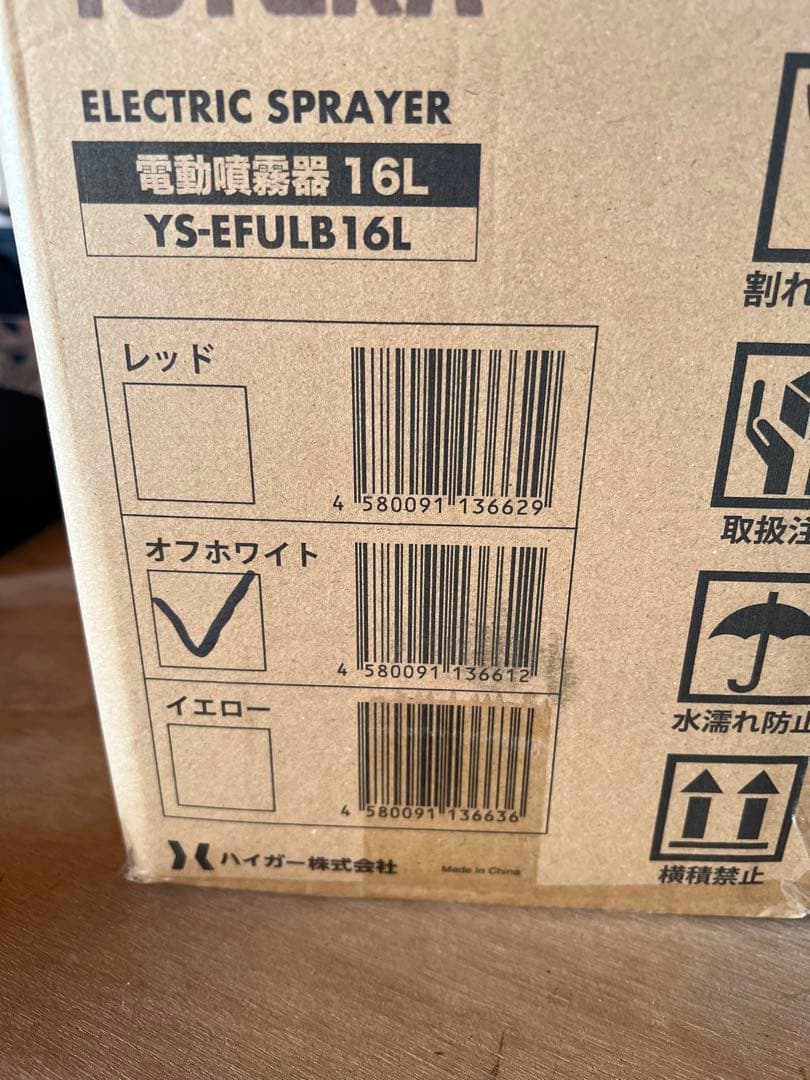 ELECTRIC SPRAYER
電動噴霧器 16L
YS-EFULB16L
レッド
4 580091 136629
オフホワイト
4 580091 136612
イエロー
4 580091 136636
ハイガー株式会社
Made in China
割れ
取扱注
水濡れ防止
横積禁止